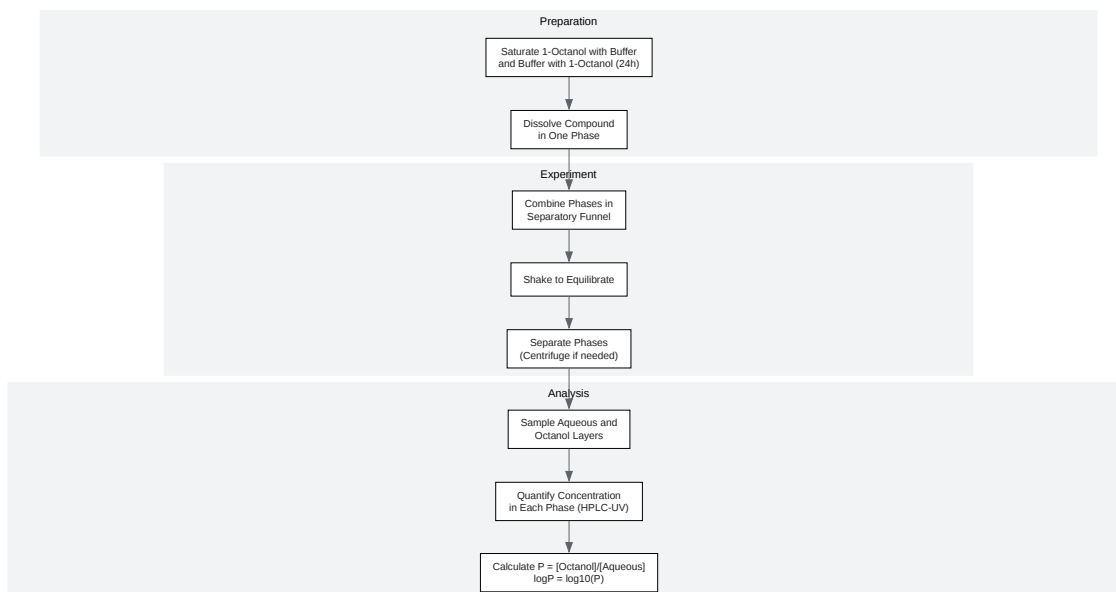 Preparation
Saturate 1-Octanol with Buffer
and Buffer with 1-Octanol (24h)
Dissolve Compound
in One Phase
Experiment
Combine Phases in
Separatory Funnel
Shake to Equilibrate
Separate Phases
(Centrifuge if needed)
Analysis
Sample Aqueous and
Octanol Layers
Quantify Concentration
in Each Phase (HPLC-UV)
Calculate P = [Octanol]/[Aqueous]
logP = log10(P)